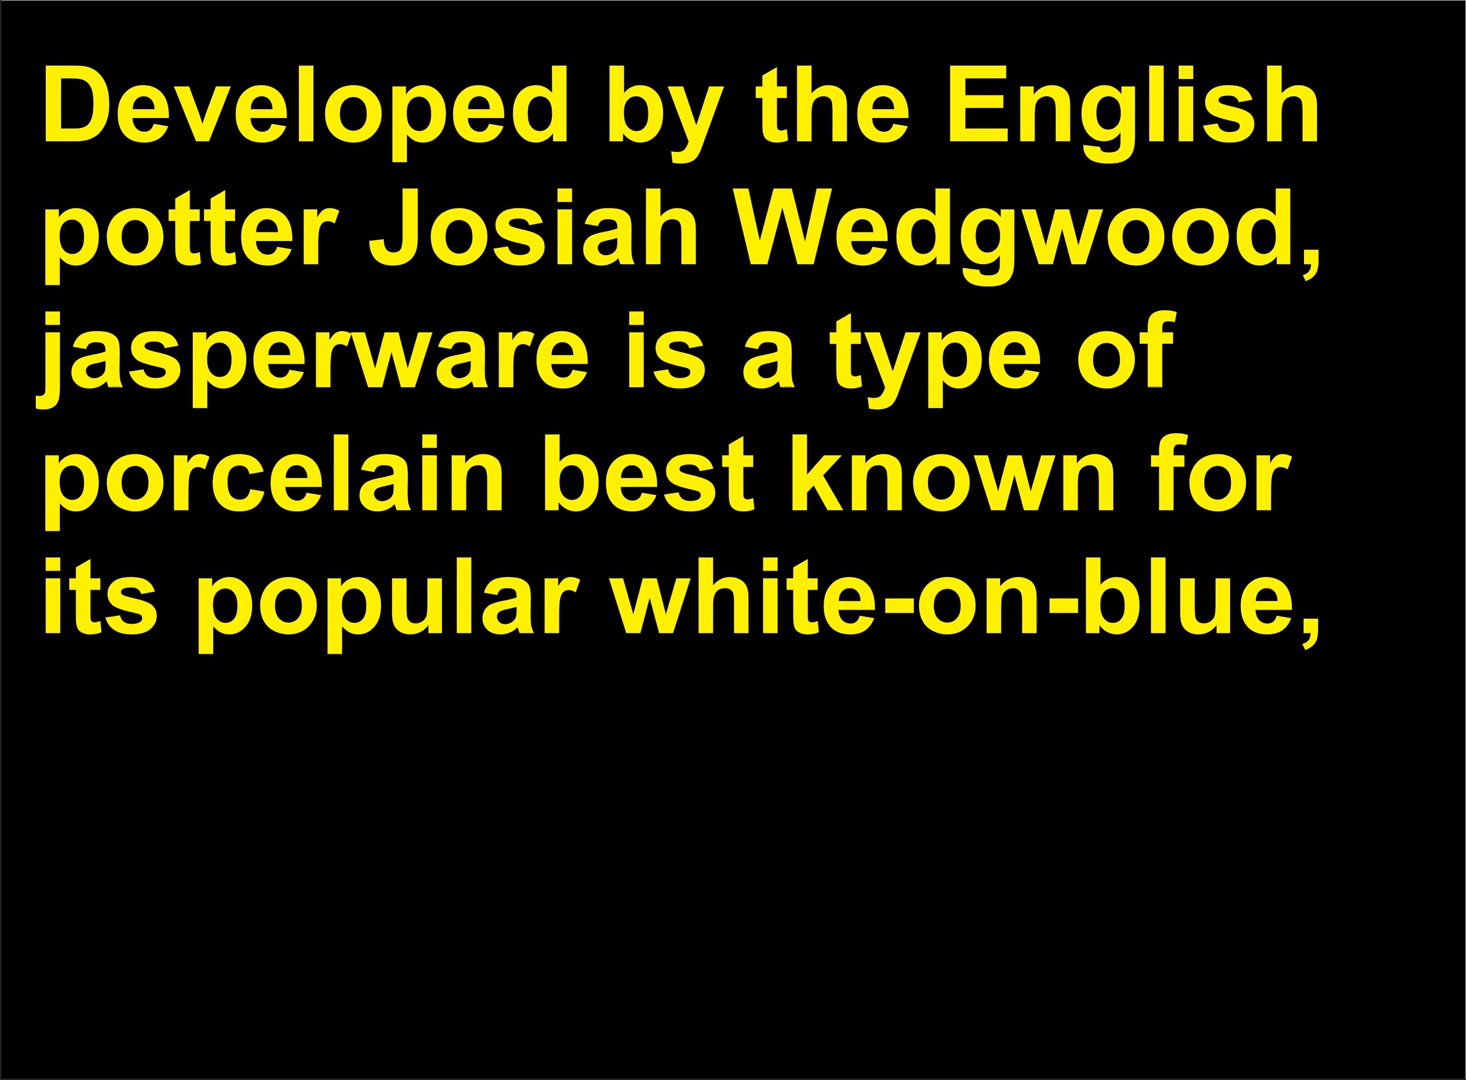 Developed by the English
potter Josiah Wedgwood,
jasperware is a type of
porcelain best known for
its popular white-on-blue,